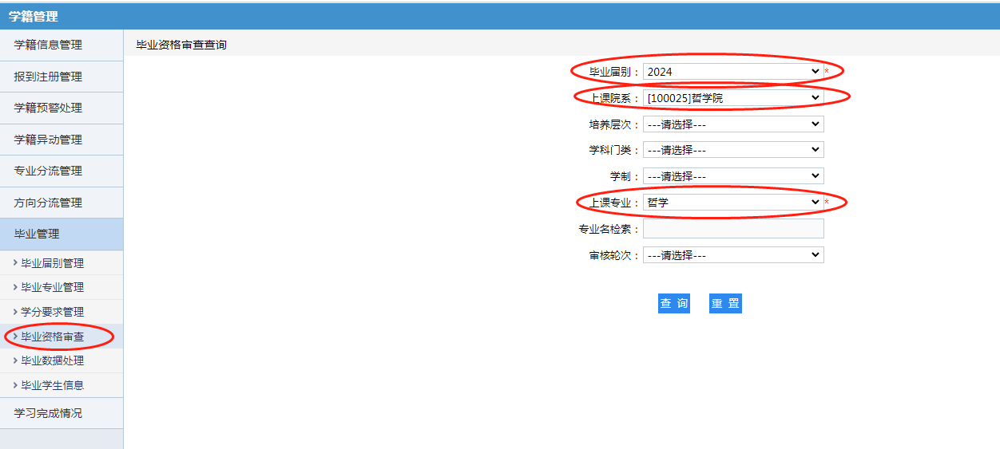 学籍管理
学籍信息管理
报到注册管理
学籍预警处理
学籍异动管理
专业分流管理
方向分流管理
毕业管理
毕业届别管理
毕业专业管理
学分要求管理
毕业资格审查
毕业数据处理
毕业学生信息
学习完成情况
毕业资格审查查询
毕业届别： 2024 *
上课院系： [100025]哲学院
培养层次： ---请选择---
学科门类： ---请选择---
学制： ---请选择---
上课专业： 哲学 *
专业名检索：
审核轮次： ---请选择---
查 询 重 置